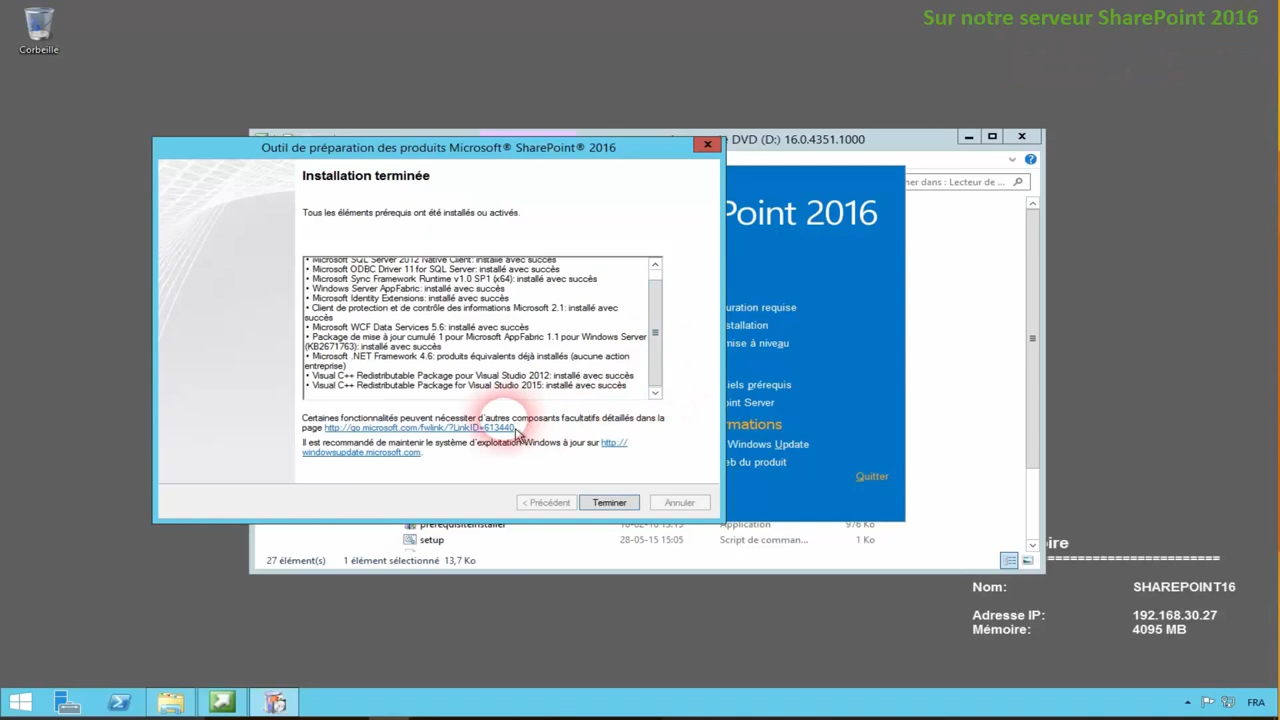 Sur notre serveur SharePoint 2016
Corbeille
DVD (D:) 16.0.4351.1000
Outil de préparation des produits Microsoft® SharePoint® 2016
Installation terminée
Tous les éléments prérequis ont été installés ou activés.
• Microsoft SQL Server 2012 Native Client: installé avec succès
• Microsoft ODBC Driver 11 for SQL Server: installé avec succès
• Microsoft Sync Framework Runtime v1.0 SP1 (x64): installé avec succès
• Windows Server AppFabric: installé avec succès
• Microsoft Identity Extensions: installé avec succès
• Client de protection et de contrôle des informations Microsoft 2.1: installé avec
succès
• Microsoft WCF Data Services 5.6: installé avec succès
• Package de mise à jour cumulé 1 pour Microsoft AppFabric 1.1 pour Windows Server
(KB2671763): installé avec succès
• Microsoft .NET Framework 4.6: produits équivalents déjà installés (aucune action
entreprise)
• Visual C++ Redistributable Package pour Visual Studio 2012: installé avec succès
• Visual C++ Redistributable Package for Visual Studio 2015: installé avec succès
Certaines fonctionnalités peuvent nécessiter d'autres composants facultatifs détaillés dans la
page http://go.microsoft.com/fwlink/?LinkID=613440.
Il est recommandé de maintenir le système d'exploitation Windows à jour sur http://
windowsupdate.microsoft.com.
< Précédent
Terminer
Annuler
her dans : Lecteur de ...
Point 2016
uration requise
stallation
mise à niveau
iels prérequis
oint Server
rmations
Windows Update
eb du produit
Quitter
prerequisiteinstaller
10-02-16 15:15
Application
976 Ko
setup
28-05-15 15:05
Script de comman...
1 Ko
27 élément(s)
1 élément sélectionné 13,7 Ko
oire
Nom:
SHAREPOINT16
Adresse IP:
192.168.30.27
Mémoire:
4095 MB
FRA